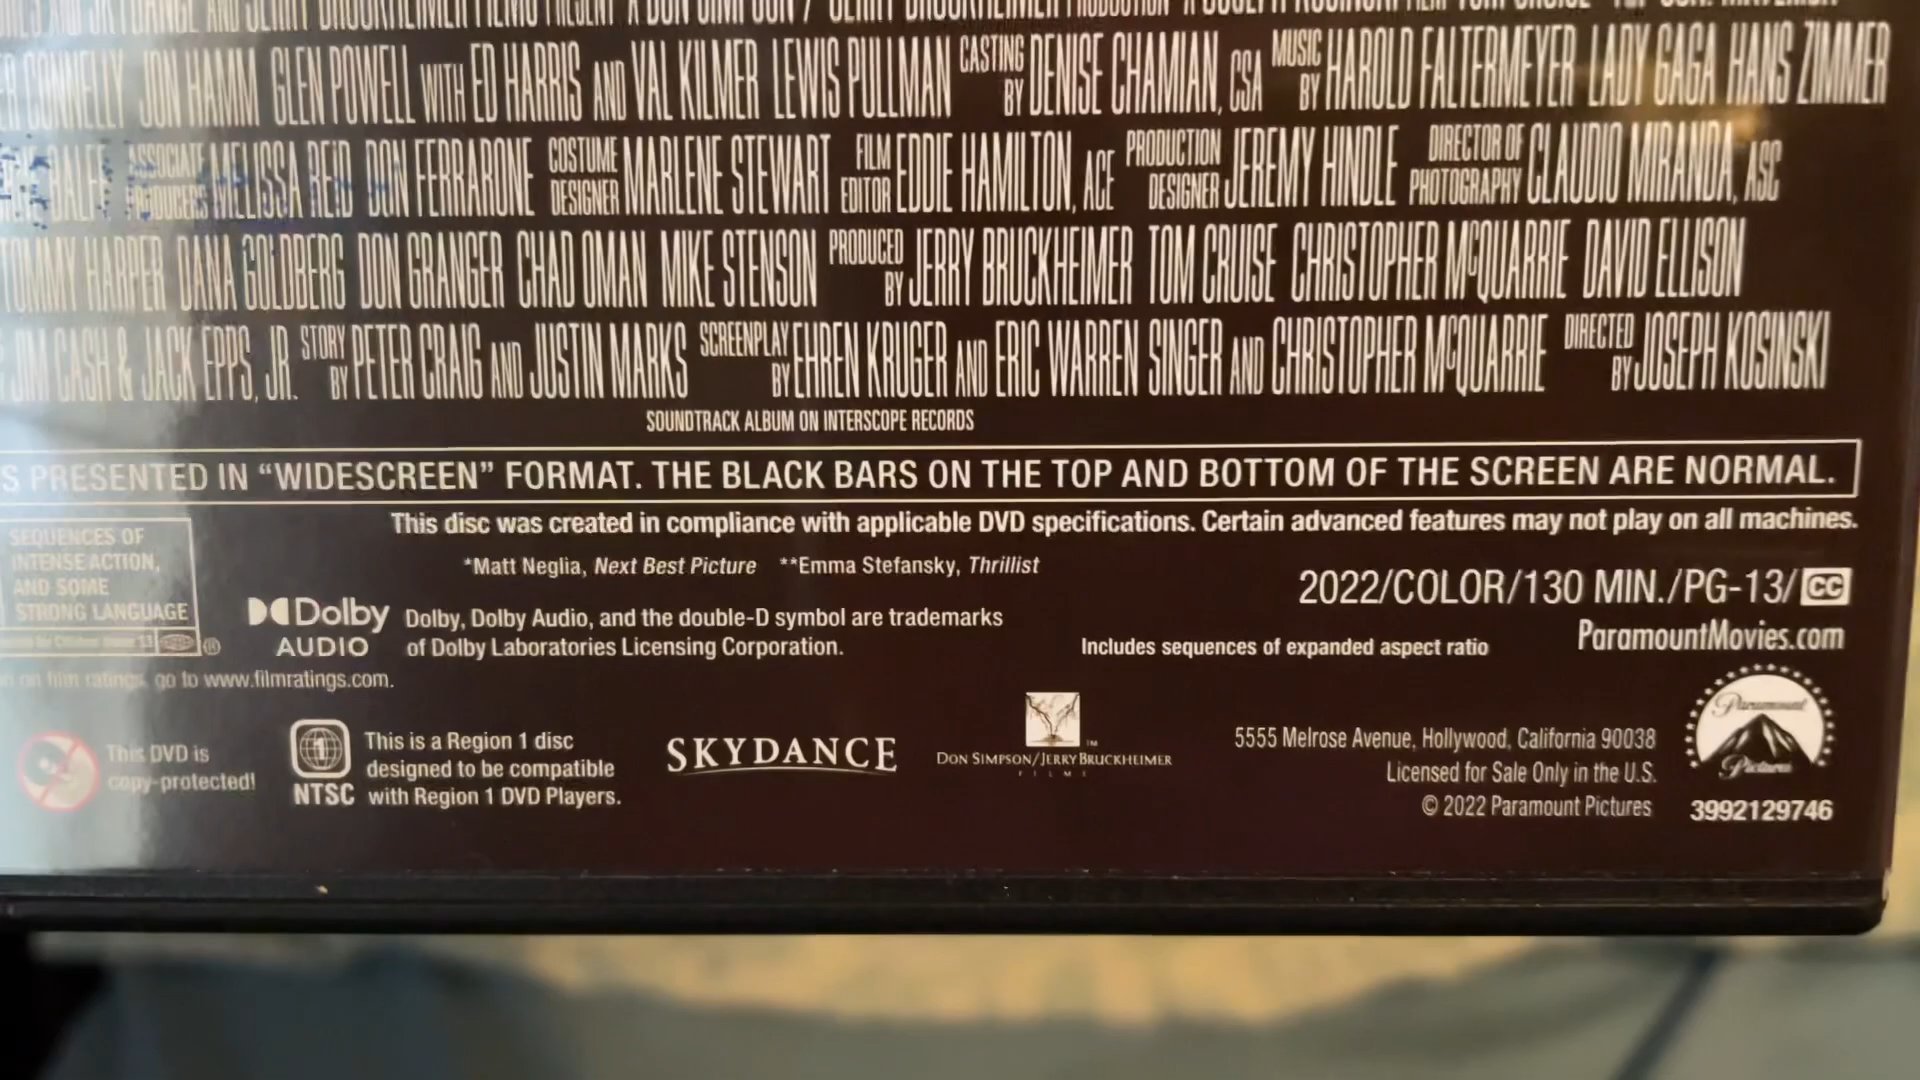 PRESENT A DON SIMPSON / JERRY BRUCKHEIMER PRODUCTION
CONNELLY JON HAMM GLEN POWELL WITH ED HARRIS AND VAL KILMER LEWIS PULLMAN CASTING BY DENISE CHAMIAN, CSA MUSIC BY HAROLD FALTERMEYER LADY GAGA HANS ZIMMER
ASSOCIATE PRODUCERS MELISSA REID DON FERRARONE COSTUME DESIGNER MARLENE STEWART FILM EDITOR EDDIE HAMILTON, ACE PRODUCTION DESIGNER JEREMY HINDLE DIRECTOR OF PHOTOGRAPHY CLAUDIO MIRANDA, ASC
TOMMY HARPER DANA GOLDBERG DON GRANGER CHAD OMAN MIKE STENSON PRODUCED BY JERRY BRUCKHEIMER TOM CRUISE CHRISTOPHER McQUARRIE DAVID ELLISON
JIM CASH & JACK EPPS, JR. STORY BY PETER CRAIG AND JUSTIN MARKS SCREENPLAY BY EHREN KRUGER AND ERIC WARREN SINGER AND CHRISTOPHER McQUARRIE DIRECTED BY JOSEPH KOSINSKI
SOUNDTRACK ALBUM ON INTERSCOPE RECORDS
S PRESENTED IN “WIDESCREEN” FORMAT. THE BLACK BARS ON THE TOP AND BOTTOM OF THE SCREEN ARE NORMAL.
This disc was created in compliance with applicable DVD specifications. Certain advanced features may not play on all machines.
SEQUENCES OF
INTENSE ACTION,
AND SOME
STRONG LANGUAGE
*Matt Neglia, Next Best Picture **Emma Stefansky, Thrillist
2022/COLOR/130 MIN./PG-13/CC
Dolby
AUDIO
Dolby, Dolby Audio, and the double-D symbol are trademarks
of Dolby Laboratories Licensing Corporation.
Includes sequences of expanded aspect ratio
ParamountMovies.com
on film ratings, go to www.filmratings.com.
This DVD is
copy-protected!
1
NTSC
This is a Region 1 disc
designed to be compatible
with Region 1 DVD Players.
SKYDANCE
DON SIMPSON/JERRY BRUCKHEIMER
FILMS
TM
5555 Melrose Avenue, Hollywood, California 90038
Licensed for Sale Only in the U.S.
© 2022 Paramount Pictures
Paramount
Pictures
3992129746